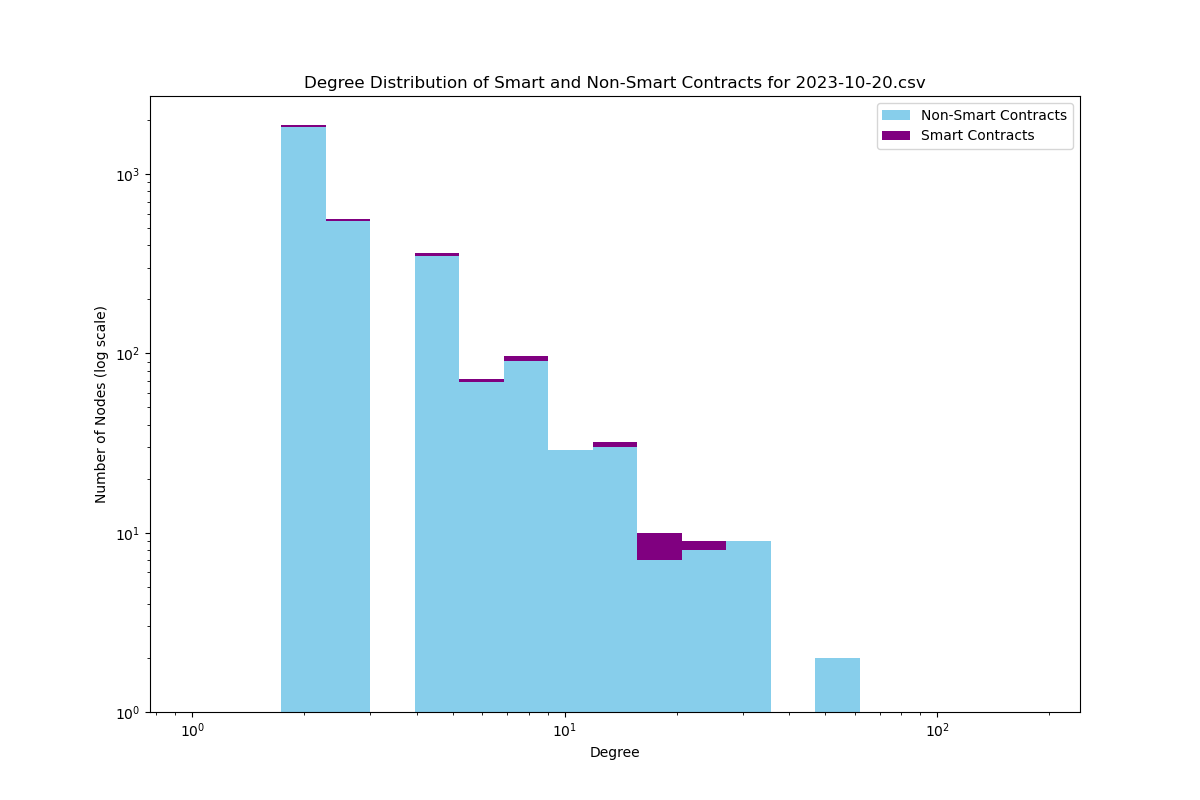 Degree Distribution of Smart and Non-Smart Contracts for 2023-10-20.csv
Non-Smart Contracts
Smart Contracts
Number of Nodes (log scale)
10³
10²
10¹
10⁰
10⁰ 10¹ 10²
Degree